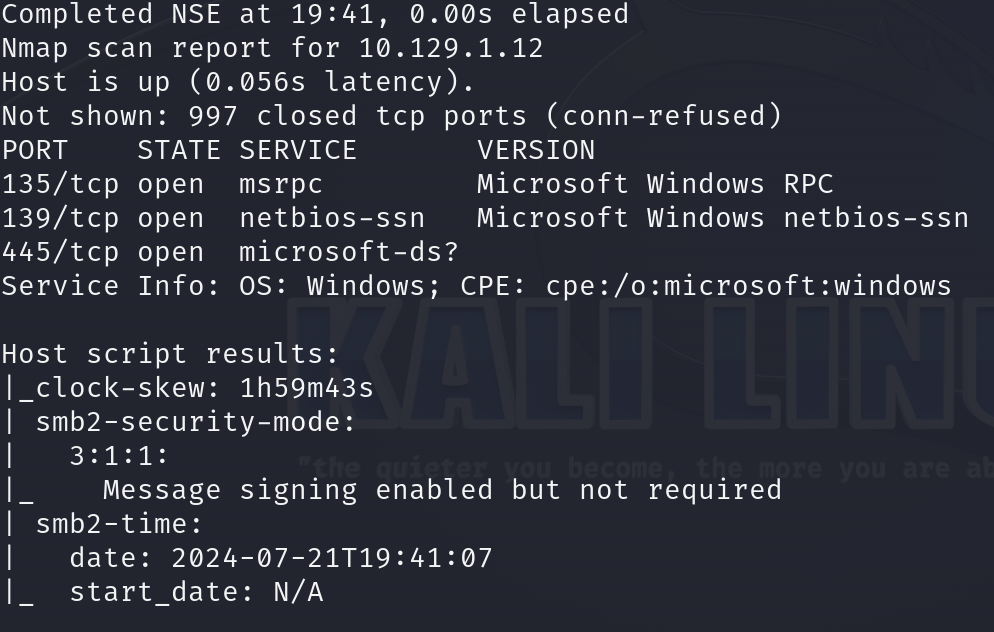 Completed NSE at 19:41, 0.00s elapsed
Nmap scan report for 10.129.1.12
Host is up (0.056s latency).
Not shown: 997 closed tcp ports (conn-refused)
PORT    STATE SERVICE       VERSION
135/tcp open  msrpc         Microsoft Windows RPC
139/tcp open  netbios-ssn   Microsoft Windows netbios-ssn
445/tcp open  microsoft-ds?
Service Info: OS: Windows; CPE: cpe:/o:microsoft:windows
KALI
Host script results:
|_clock-skew: 1h59m43s
| smb2-security-mode:
|   3:1:1:
"the quieter you become, the more you are
|_    Message signing enabled but not required
| smb2-time:
|   date: 2024-07-21T19:41:07
|_  start_date: N/A